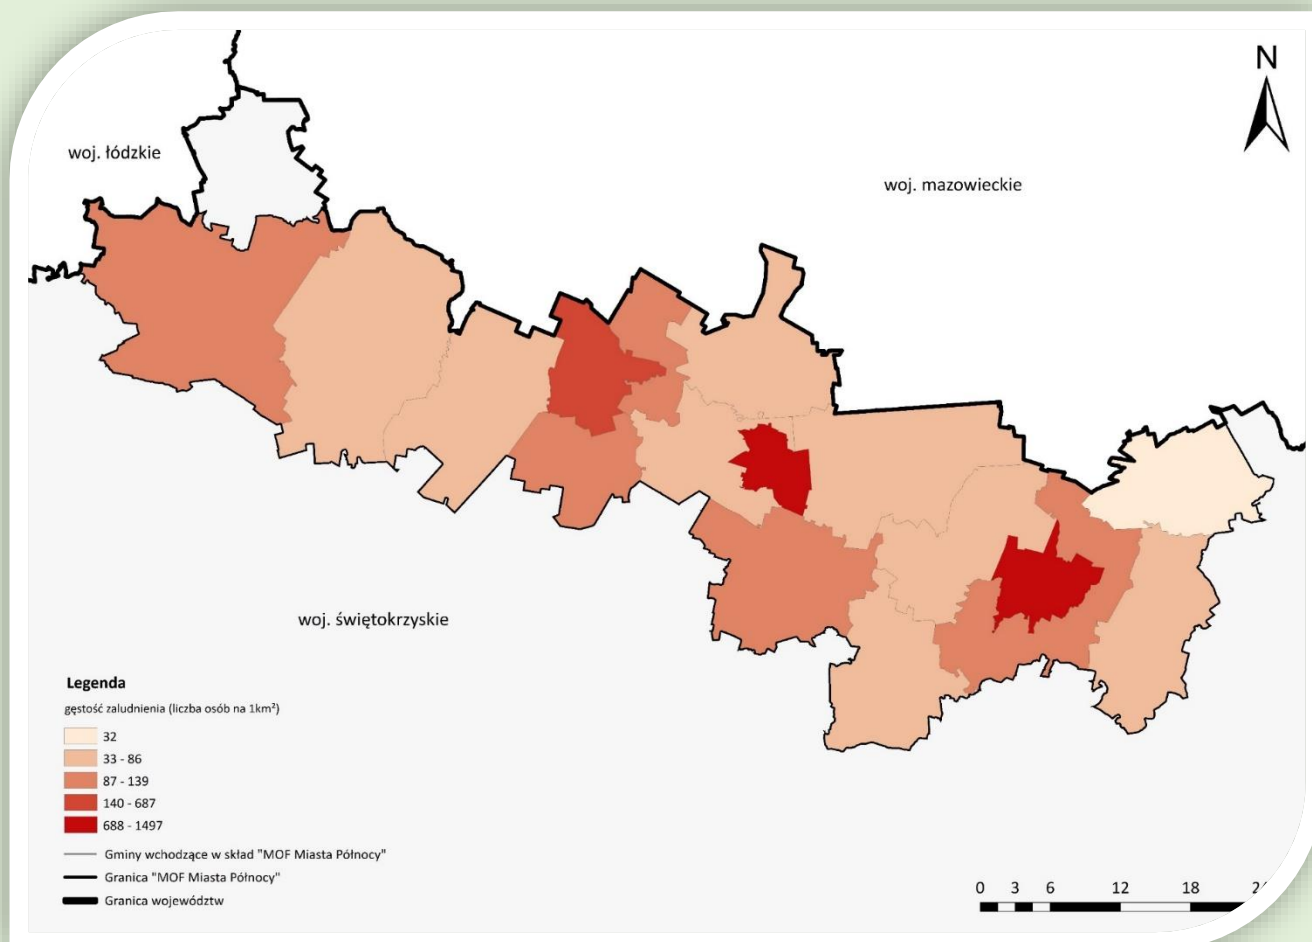 N
woj. łódzkie
woj. mazowieckie
woj. świętokrzyskie
Legenda
gęstość zaludnienia (liczba osób na 1km²)
32
33 - 86
87 - 139
140 - 687
688 - 1497
Gminy wchodzące w skład "MOF Miasta Północy"
Granica "MOF Miasta Północy"
Granica województw
0 3 6 12 18